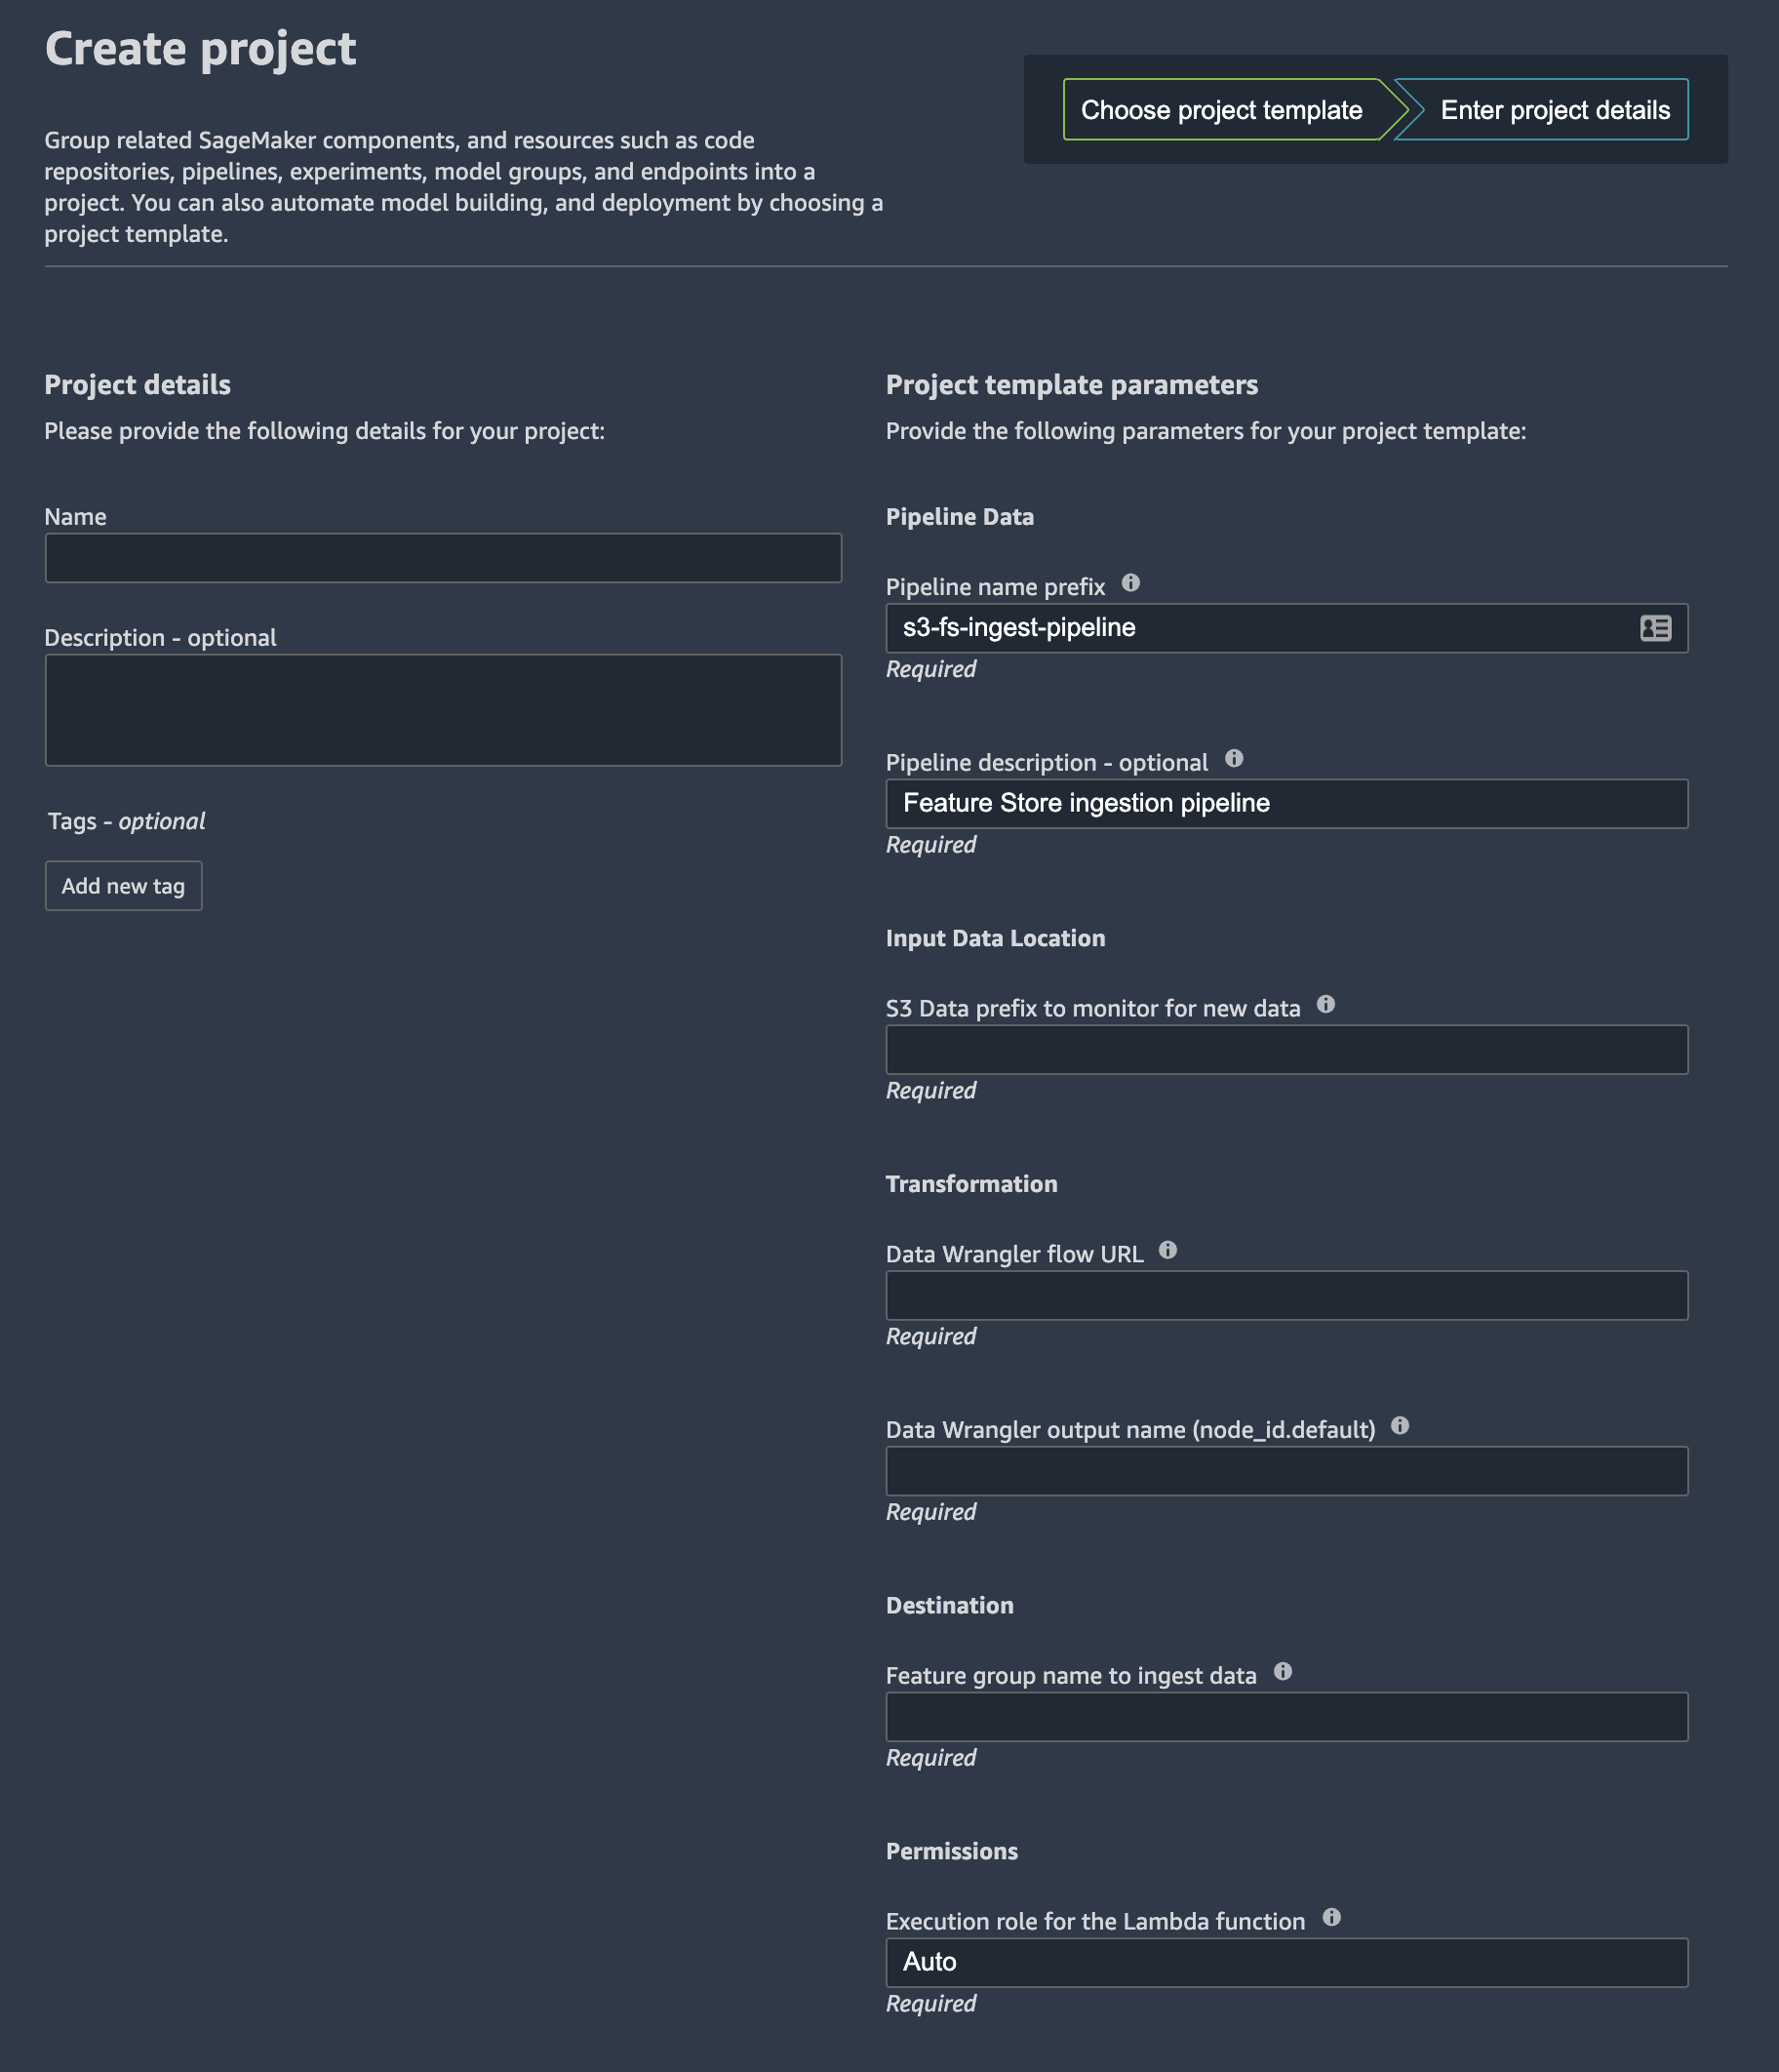 Create project
Choose project template
Enter project details
Group related SageMaker components, and resources such as code
repositories, pipelines, experiments, model groups, and endpoints into a
project. You can also automate model building, and deployment by choosing a
project template.
Project details
Please provide the following details for your project:
Name
Description - optional
Tags - optional
Add new tag
Project template parameters
Provide the following parameters for your project template:
Pipeline Data
Pipeline name prefix
s3-fs-ingest-pipeline
Required
Pipeline description - optional
Feature Store ingestion pipeline
Required
Input Data Location
S3 Data prefix to monitor for new data
Required
Transformation
Data Wrangler flow URL
Required
Data Wrangler output name (node_id.default)
Required
Destination
Feature group name to ingest data
Required
Permissions
Execution role for the Lambda function
Auto
Required